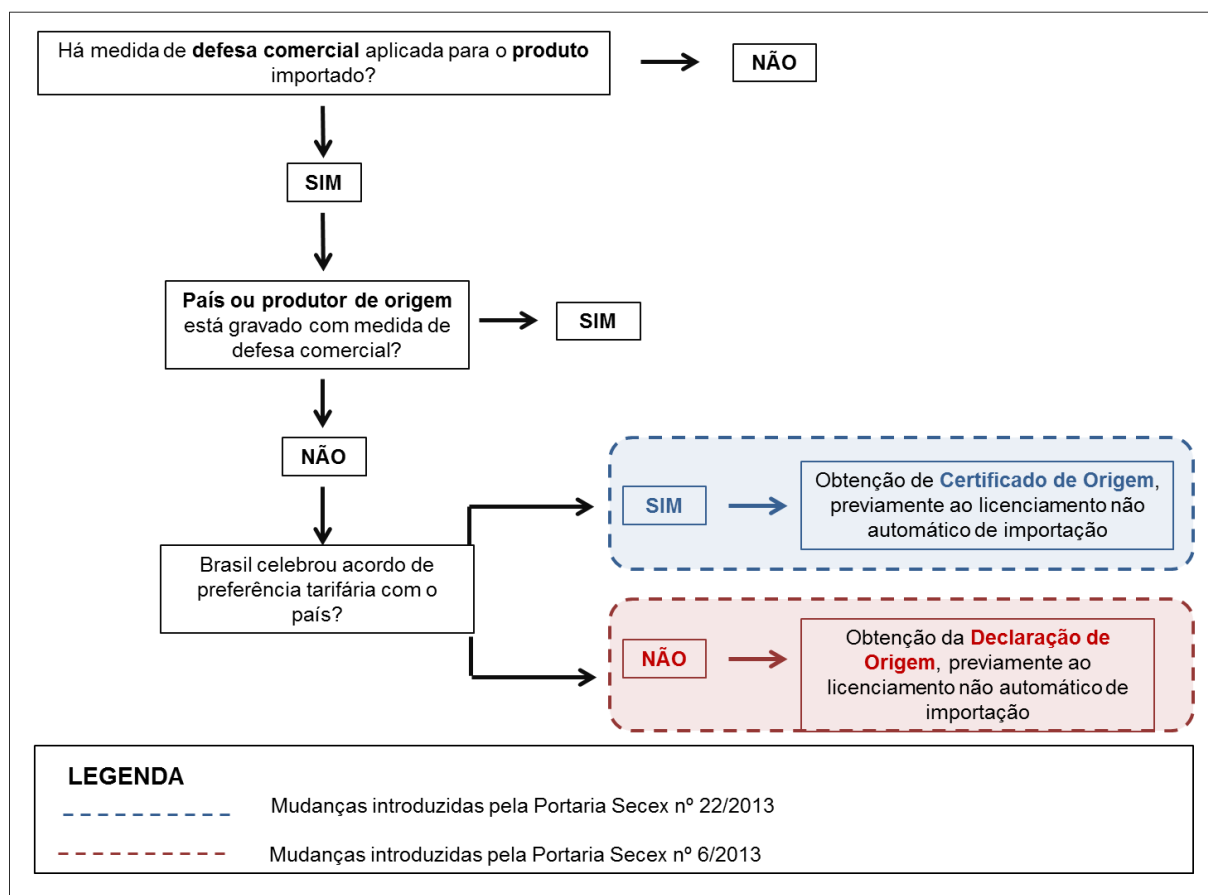 Há medida de defesa comercial aplicada para o produto
importado?
NÃO
SIM
País ou produtor de origem
está gravado com medida de
defesa comercial?
SIM
NÃO
Brasil celebrou acordo de
preferência tarifária com o
país?
SIM
Obtenção de Certificado de Origem,
previamente ao licenciamento não
automático de importação
NÃO
Obtenção da Declaração de
Origem, previamente ao
licenciamento não automático de
importação
LEGENDA
Mudanças introduzidas pela Portaria Secex nº 22/2013
Mudanças introduzidas pela Portaria Secex nº 6/2013